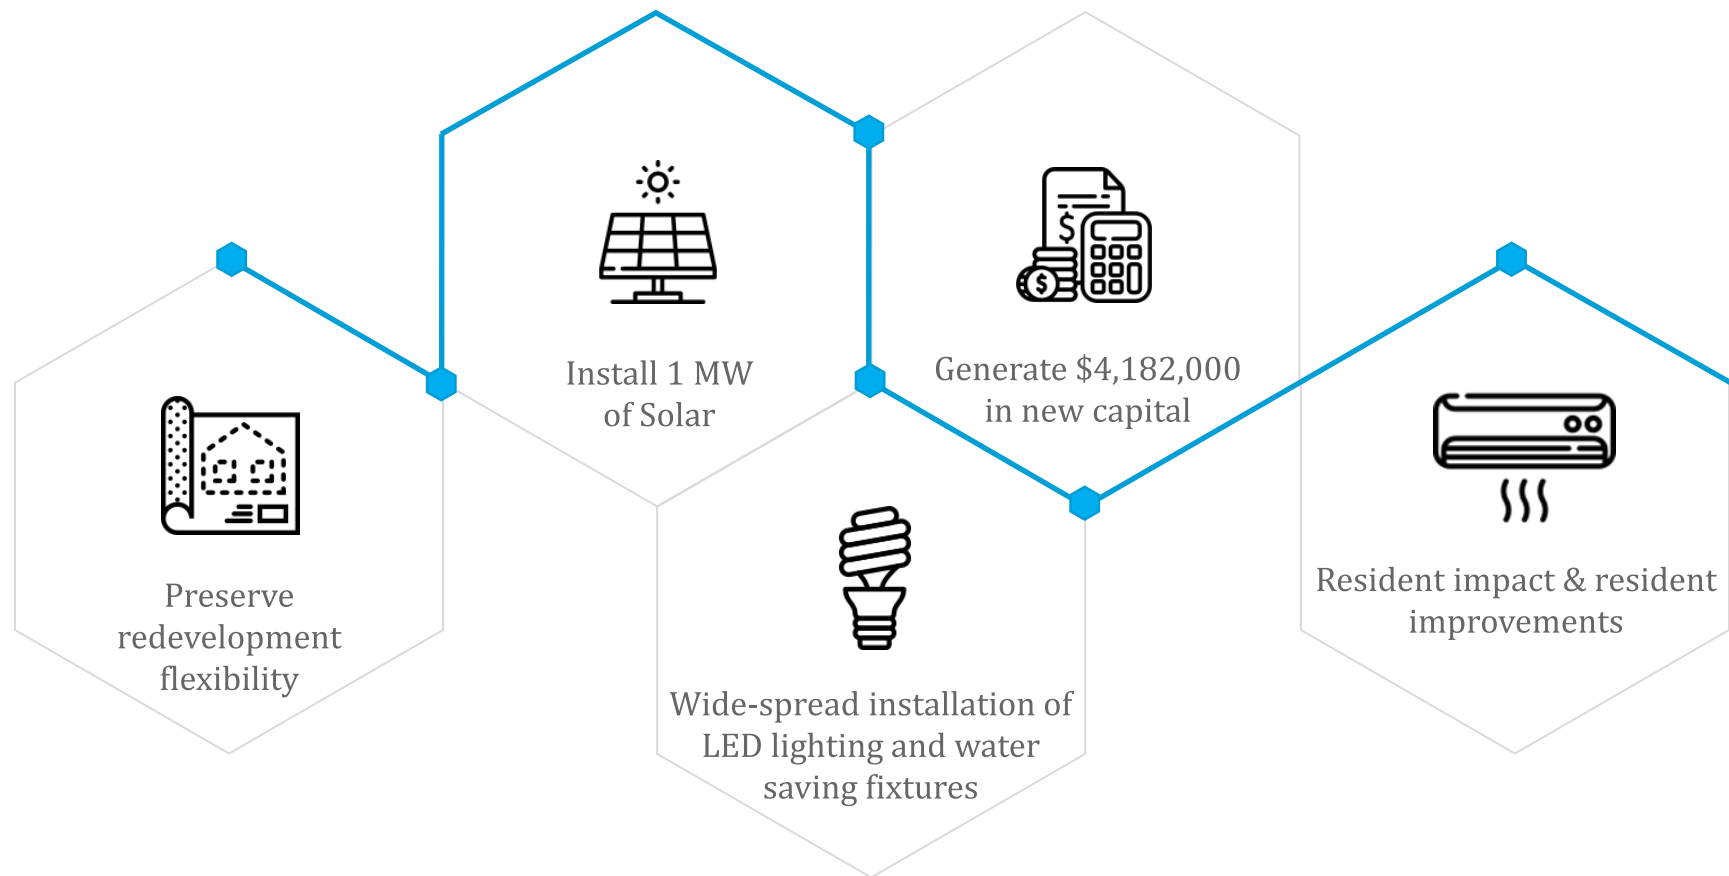 Preserve
redevelopment
flexibility
Install 1 MW
of Solar
Wide-spread installation of
LED lighting and water
saving fixtures
Generate $4,182,000
in new capital
Resident impact & resident
improvements